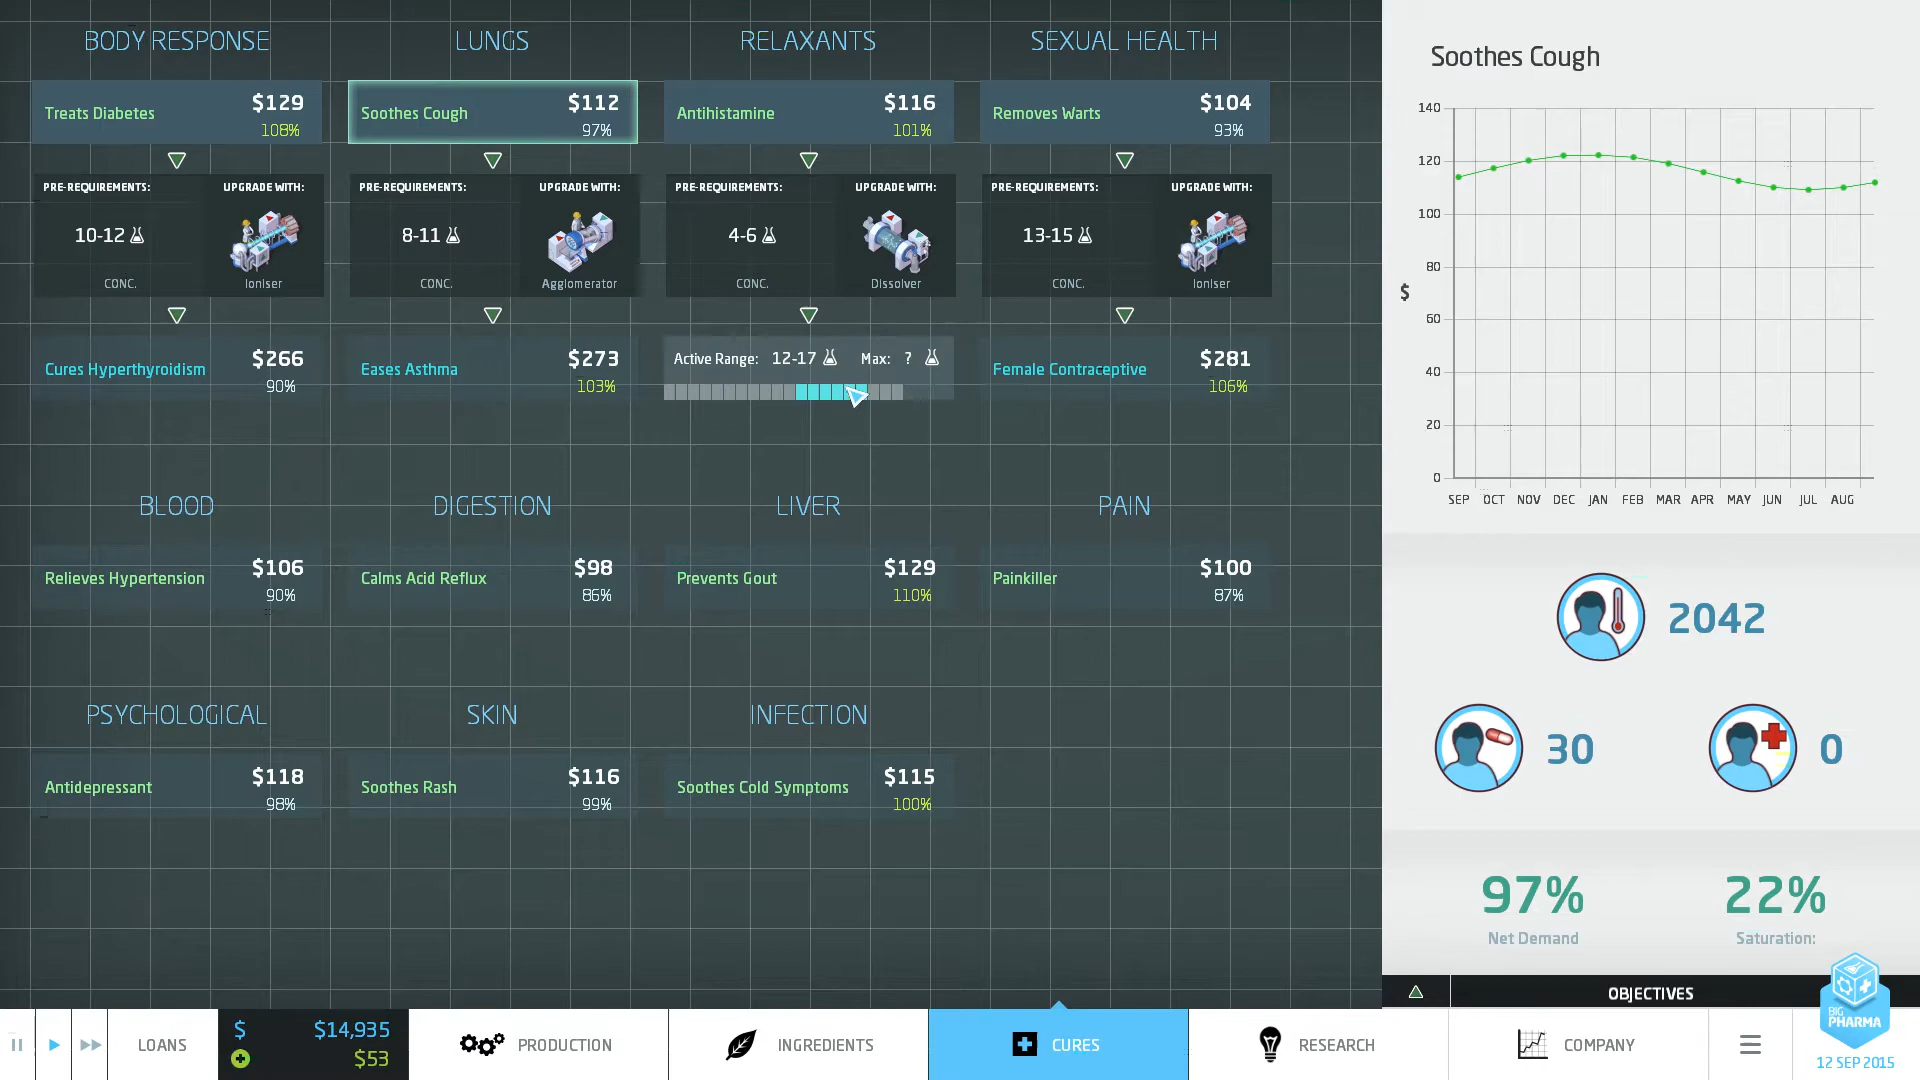 BODY RESPONSE
LUNGS
RELAXANTS
SEXUAL HEALTH
Treats Diabetes $129 108%
Soothes Cough $112 97%
Antihistamine $116 101%
Removes Warts $104 93%
PRE-REQUIREMENTS: UPGRADE WITH:
10-12
CONC. Ioniser
PRE-REQUIREMENTS: UPGRADE WITH:
8-11
CONC. Agglomerator
PRE-REQUIREMENTS: UPGRADE WITH:
4-6
CONC. Dissolver
PRE-REQUIREMENTS: UPGRADE WITH:
13-15
CONC. Ioniser
Cures Hyperthyroidism $266 90%
Eases Asthma $273 103%
Active Range: 12-17 Max: ?
Female Contraceptive $281 106%
BLOOD
DIGESTION
LIVER
PAIN
Relieves Hypertension $106 90%
Calms Acid Reflux $98 86%
Prevents Gout $129 110%
Painkiller $100 87%
PSYCHOLOGICAL
SKIN
INFECTION
Antidepressant $118 98%
Soothes Rash $116 99%
Soothes Cold Symptoms $115 100%
Soothes Cough
140
120
100
80
$
60
40
20
0
SEP OCT NOV DEC JAN FEB MAR APR MAY JUN JUL AUG
2042
30 0
97% 22%
Net Demand Saturation:
OBJECTIVES
LOANS
$ $14,935
$53
PRODUCTION
INGREDIENTS
CURES
RESEARCH
COMPANY
BIG
PHARMA
12 SEP 2015